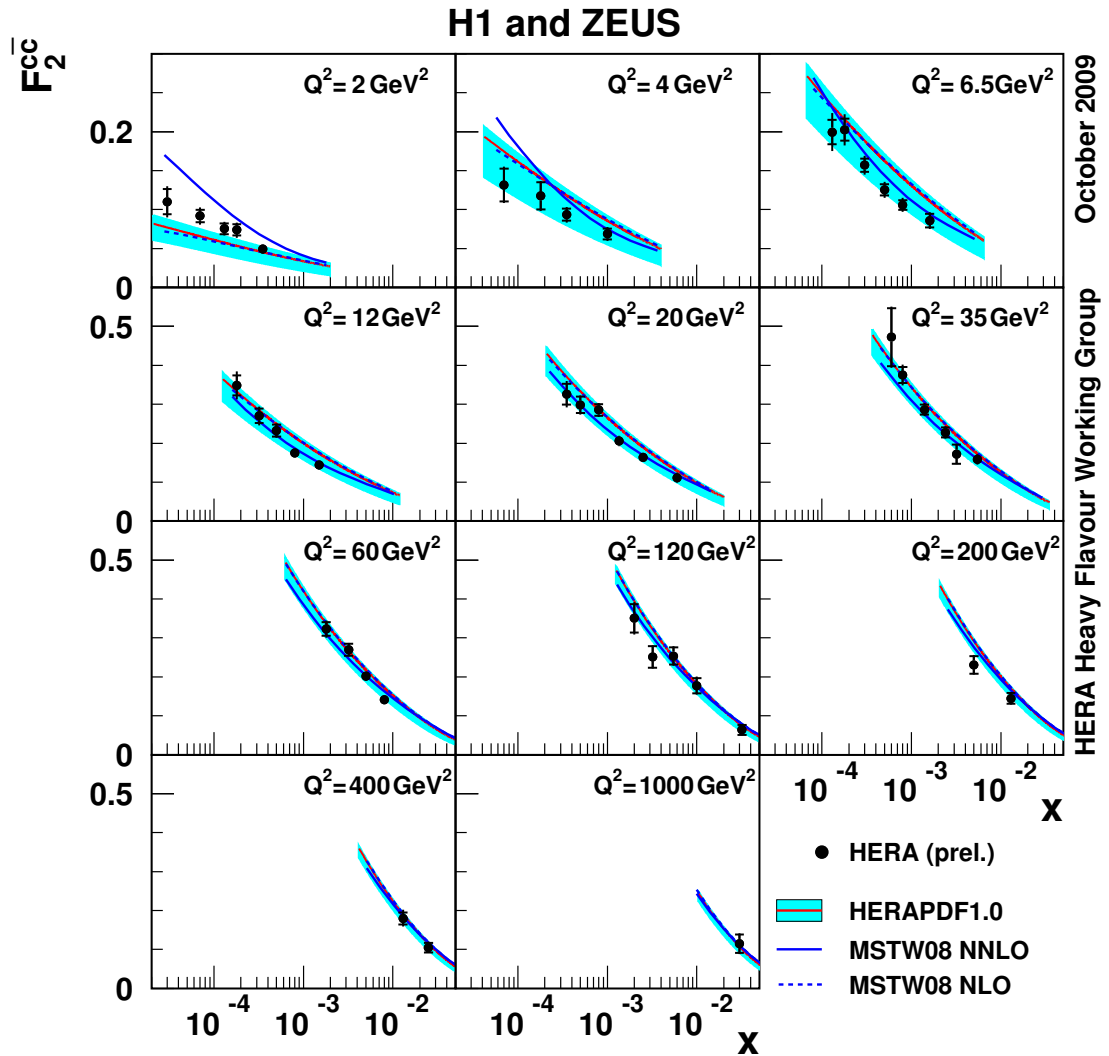 H1 and ZEUS
F₂^cc̄
October 2009
HERA Heavy Flavour Working Group
Q² = 2 GeV²
Q² = 4 GeV²
Q² = 6.5 GeV²
0.2
0
Q² = 12 GeV²
Q² = 20 GeV²
Q² = 35 GeV²
0.5
0
Q² = 60 GeV²
Q² = 120 GeV²
Q² = 200 GeV²
0.5
0
10⁻⁴ 10⁻³ 10⁻²
x
Q² = 400 GeV²
Q² = 1000 GeV²
0.5
0
HERA (prel.)
HERAPDF1.0
MSTW08 NNLO
MSTW08 NLO
10⁻⁴ 10⁻³ 10⁻²
10⁻⁴ 10⁻³ 10⁻²
x